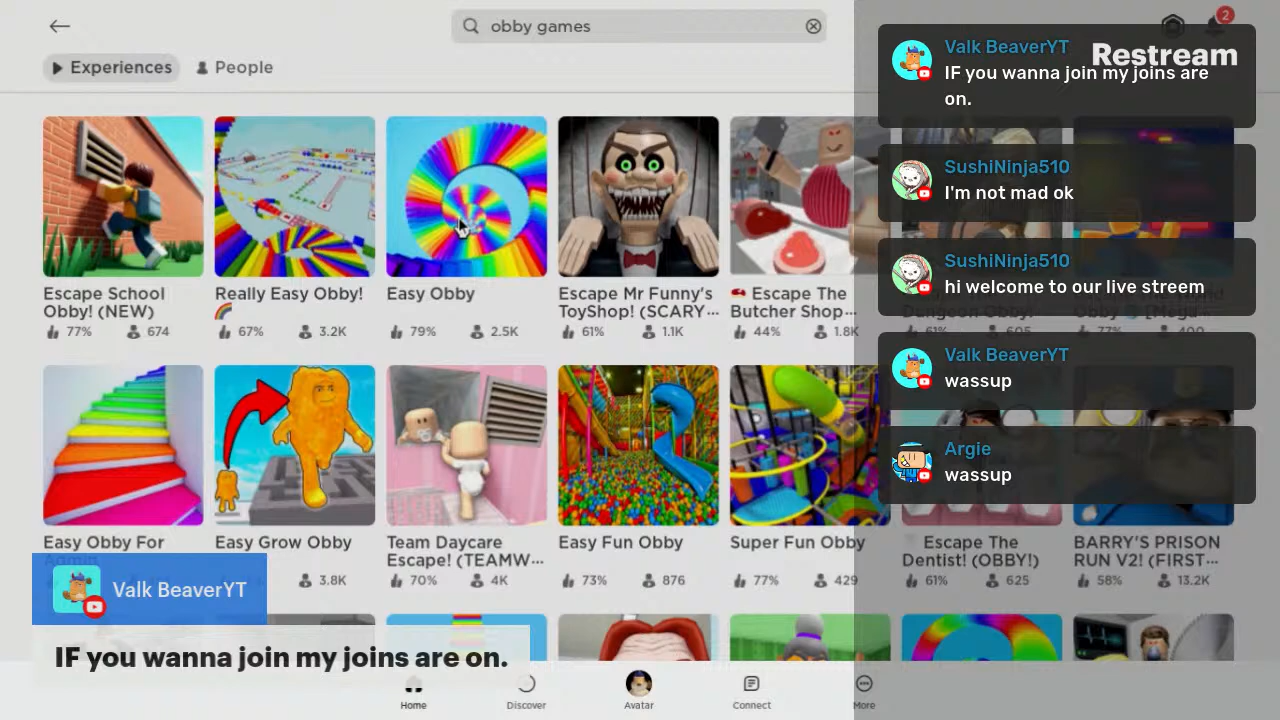 obby games
2
Experiences
People
Restream
Valk BeaverYT
IF you wanna join my joins are
on.
SushiNinja510
I'm not mad ok
SushiNinja510
hi welcome to our live streem
Valk BeaverYT
wassup
Argie
wassup
Escape School
Obby! (NEW)
77% 674
Really Easy Obby!
67% 3.2K
Easy Obby
79% 2.5K
Escape Mr Funny's
ToyShop! (SCARY...
61% 1.1K
Escape The
Butcher Shop...
44% 1.8K
Easy Obby For
Easy Grow Obby
3.8K
Team Daycare
Escape! (TEAMW...
70% 4K
Easy Fun Obby
73% 876
Super Fun Obby
77% 429
Escape The
Dentist! (OBBY!)
61% 625
BARRY'S PRISON
RUN V2! (FIRST...
58% 13.2K
Valk BeaverYT
IF you wanna join my joins are on.
Home
Discover
Avatar
Connect
More